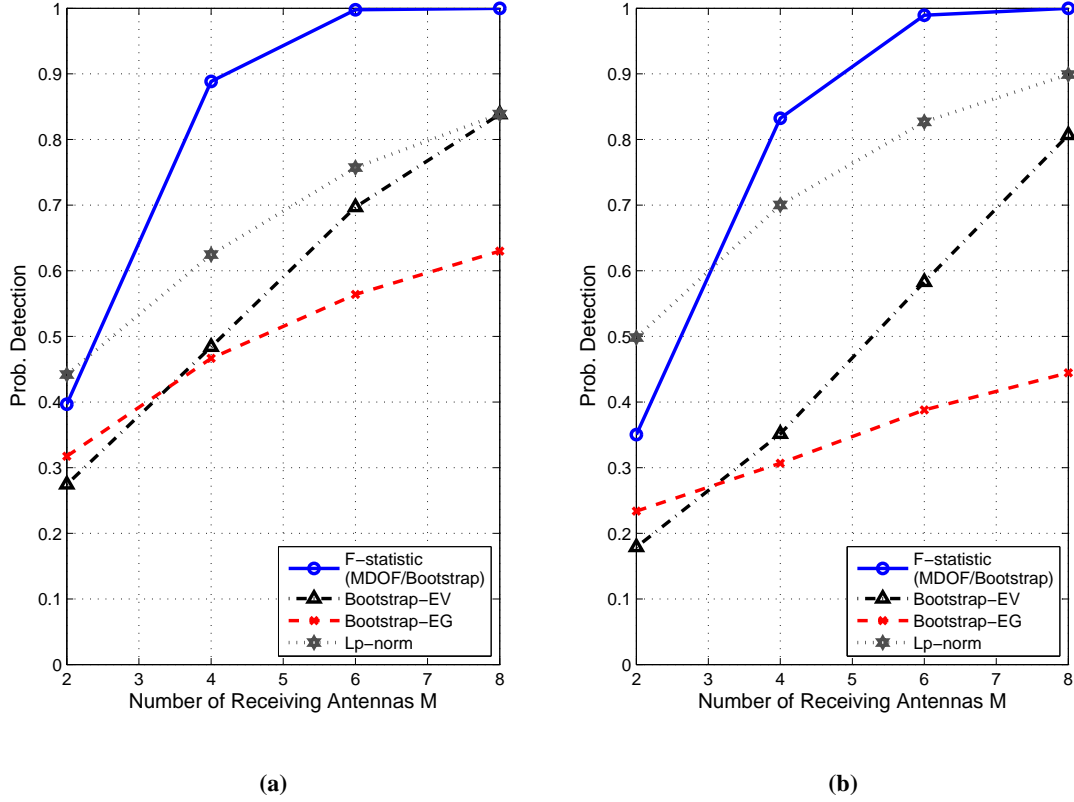 1
0.9
0.8
0.7
0.6
0.5
0.4
0.3
0.2
0.1
0
Prob. Detection
2
3
4
5
6
7
8
Number of Receiving Antennas M
F−statistic
(MDOF/Bootstrap)
Bootstrap−EV
Bootstrap−EG
Lp−norm
(a)
1
0.9
0.8
0.7
0.6
0.5
0.4
0.3
0.2
0.1
0
Prob. Detection
2
3
4
5
6
7
8
Number of Receiving Antennas M
F−statistic
(MDOF/Bootstrap)
Bootstrap−EV
Bootstrap−EG
Lp−norm
(b)